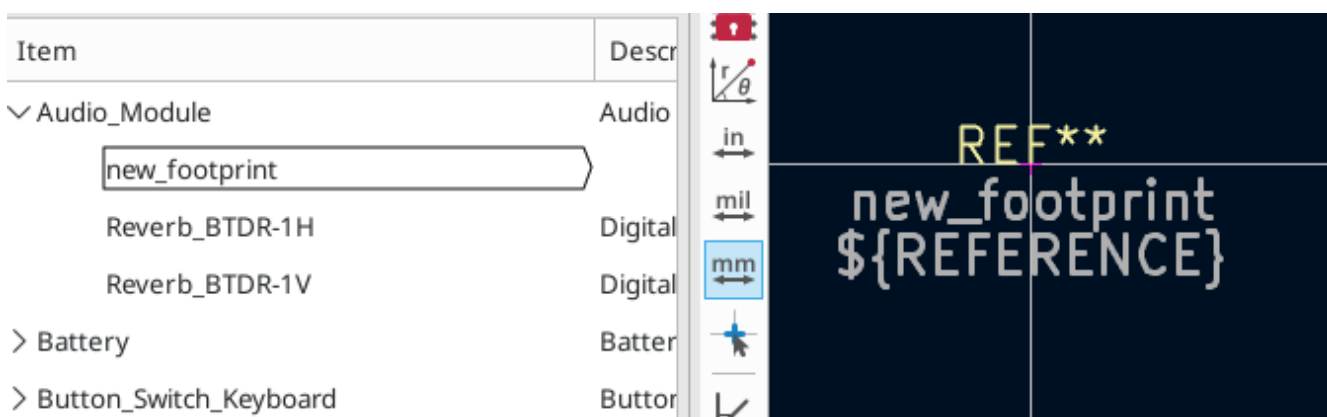 Item Descr
Audio_Module Audio
new_footprint
Reverb_BTDR-1H Digital
Reverb_BTDR-1V Digital
Battery Batter
Button_Switch_Keyboard Button
r/θ
in
mil
mm
REF**
new_footprint
${REFERENCE}